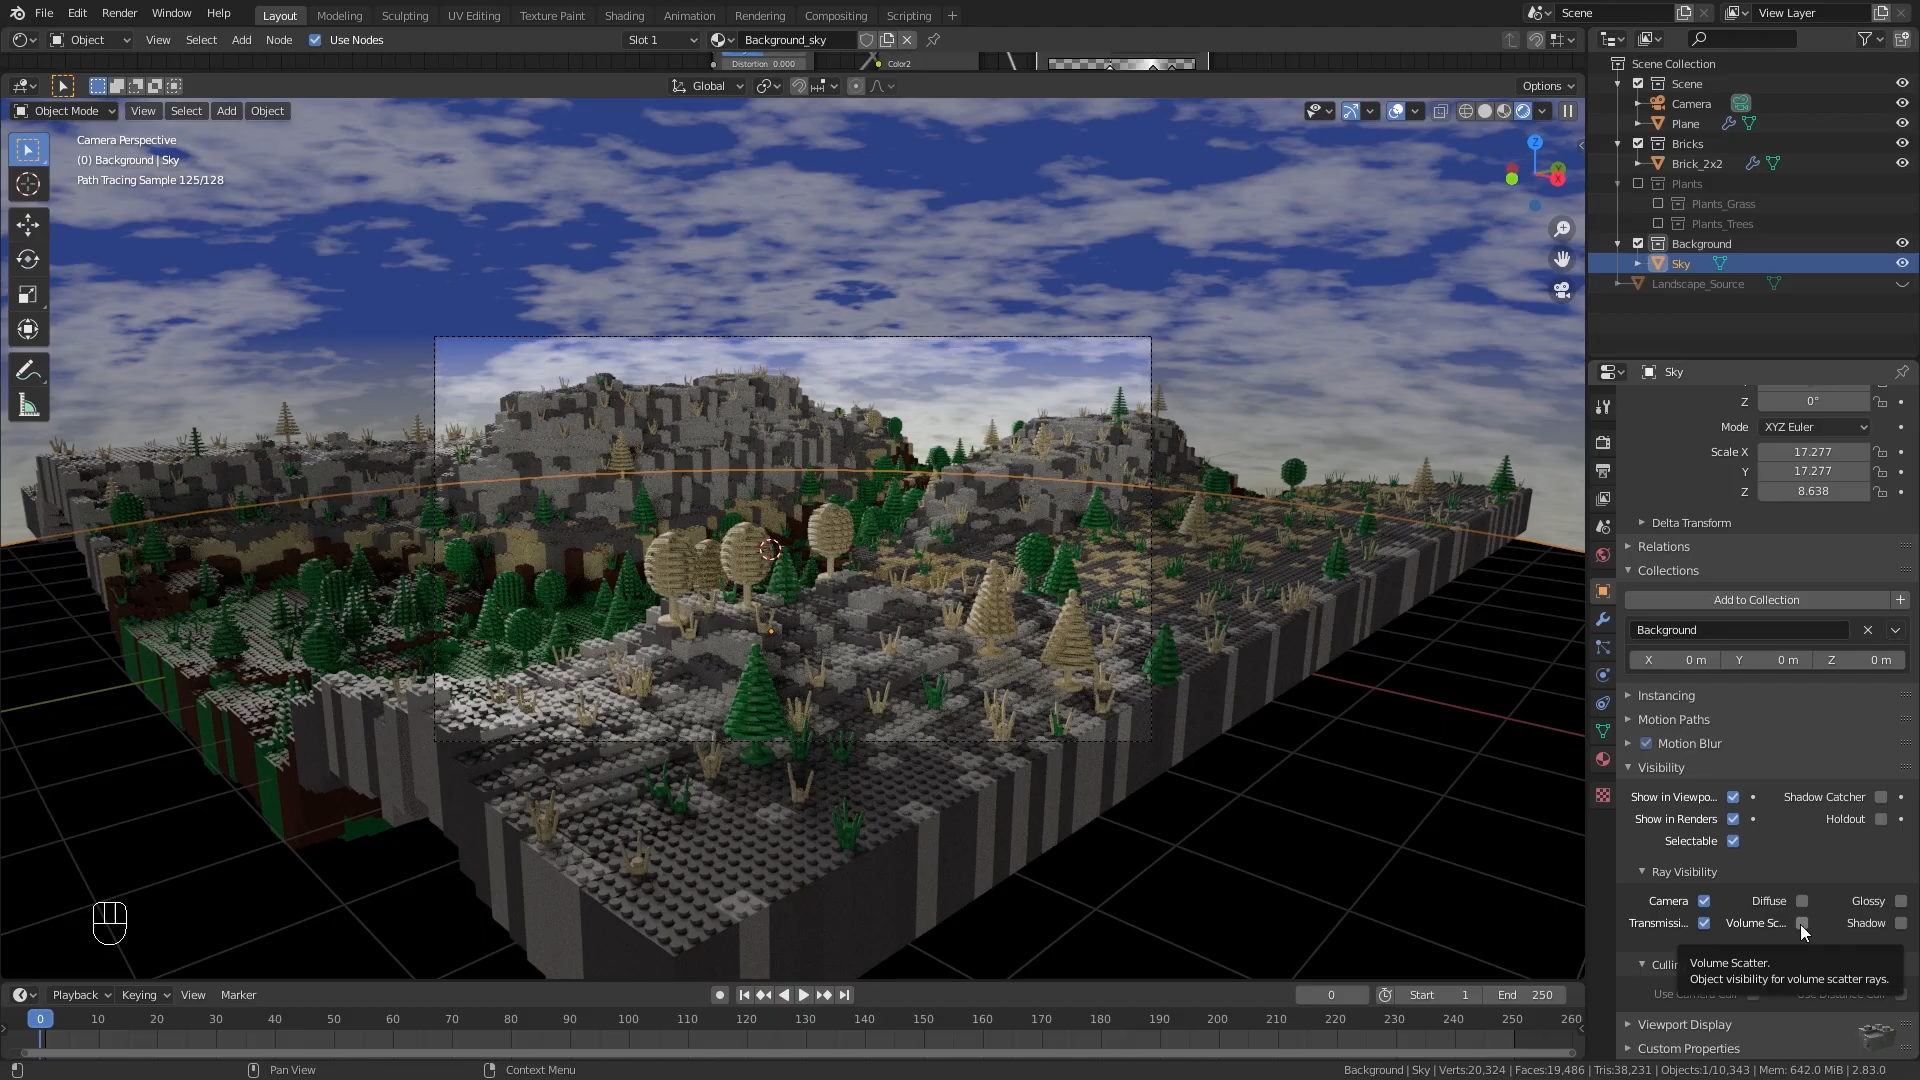 File Edit Render Window Help Layout Modeling Sculpting UV Editing Texture Paint Shading Animation Rendering Compositing Scripting + Scene View Layer
Object View Select Add Node Use Nodes Slot 1 Background_sky
Distortion 0.000 Color2
Global Options
Object Mode View Select Add Object
Camera Perspective
(0) Background | Sky
Path Tracing Sample 125/128
Z
Y
X
Scene Collection
Scene
Camera
Plane
Bricks
Brick_2x2
Plants
Plants_Grass
Plants_Trees
Background
Sky
Landscape_Source
Sky
Z 0°
Mode XYZ Euler
Scale X 17.277
Y 17.277
Z 8.638
Delta Transform
Relations
Collections
Add to Collection +
Background
X 0 m Y 0 m Z 0 m
Instancing
Motion Paths
Motion Blur
Visibility
Show in Viewpo... Shadow Catcher
Show in Renders Holdout
Selectable
Ray Visibility
Camera Diffuse Glossy
Transmissi... Volume Sc... Shadow
Culli
Volume Scatter.
Object visibility for volume scatter rays.
Viewport Display
Custom Properties
Playback Keying View Marker 0 Start 1 End 250
0 10 20 30 40 50 60 70 80 90 100 110 120 130 140 150 160 170 180 190 200 210 220 230 240 250 260
Pan View Context Menu Background | Sky | Verts:20,324 | Faces:19,486 | Tris:38,231 | Objects:1/10,343 | Mem: 642.0 MiB | 2.83.0